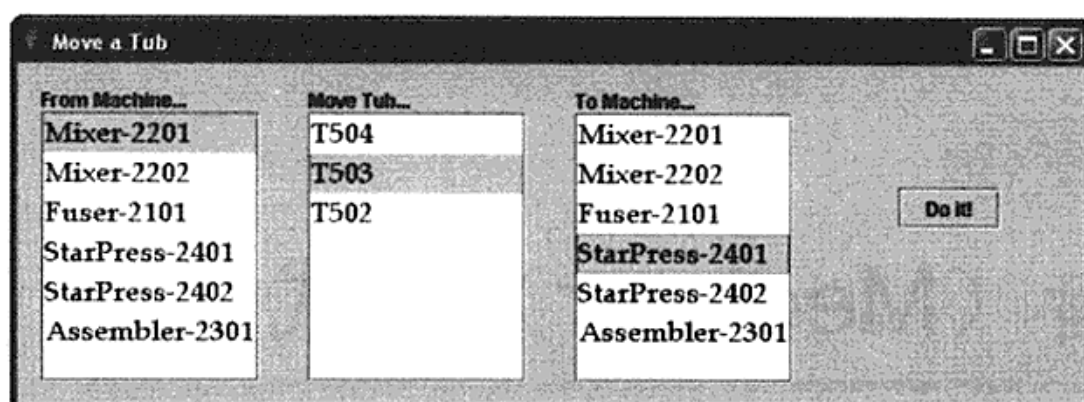 Move a Tub
From Machine...
Mixer-2201
Mixer-2202
Fuser-2101
StarPress-2401
StarPress-2402
Assembler-2301
Move Tub...
T504
T503
T502
To Machine...
Mixer-2201
Mixer-2202
Fuser-2101
StarPress-2401
StarPress-2402
Assembler-2301
Do it!